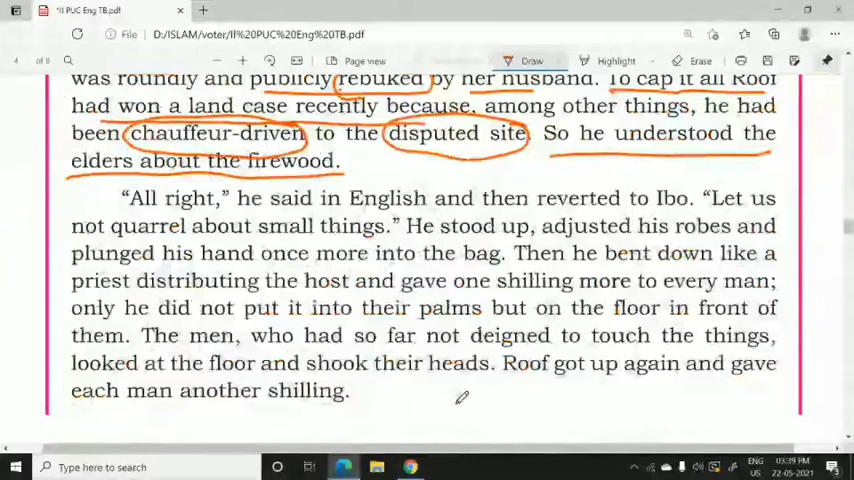 *II PUC Eng TB.pdf
File
D:/ISLAM/voter/II%20PUC%20Eng%20TB.pdf
4 of 8
Page view
Draw
Highlight
Erase
was roundly and publicly rebuked by her husband. To cap it all Roof
had won a land case recently because, among other things, he had
been chauffeur-driven to the disputed site. So he understood the
elders about the firewood.
“All right,” he said in English and then reverted to Ibo. “Let us
not quarrel about small things.” He stood up, adjusted his robes and
plunged his hand once more into the bag. Then he bent down like a
priest distributing the host and gave one shilling more to every man;
only he did not put it into their palms but on the floor in front of
them. The men, who had so far not deigned to touch the things,
looked at the floor and shook their heads. Roof got up again and gave
each man another shilling.
Type here to search
ENG
US
03:39 PM
22-05-2021
3